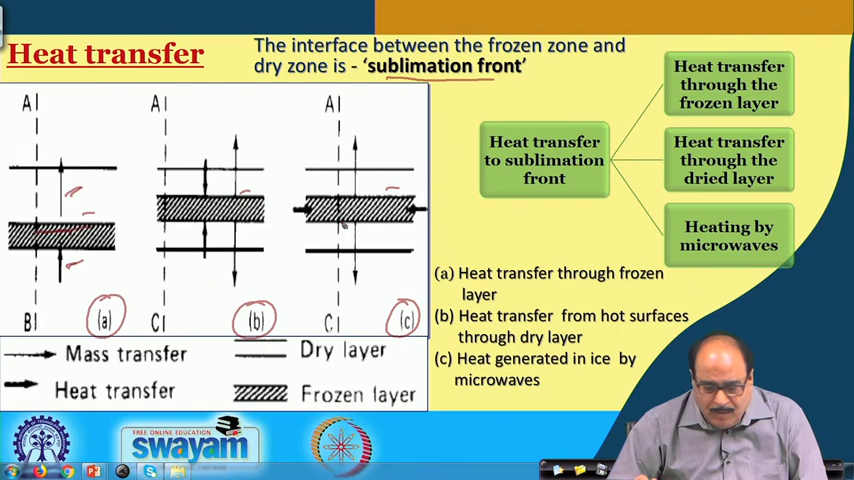 Heat transfer
The interface between the frozen zone and
dry zone is - ‘sublimation front’
A
A
A
B
(a)
C
(b)
C
(c)
Mass transfer
Dry layer
Heat transfer
Frozen layer
Heat transfer
to sublimation
front
Heat transfer
through the
frozen layer
Heat transfer
through the
dried layer
Heating by
microwaves
(a) Heat transfer through frozen
layer
(b) Heat transfer from hot surfaces
through dry layer
(c) Heat generated in ice by
microwaves
FREE ONLINE EDUCATION
swayam